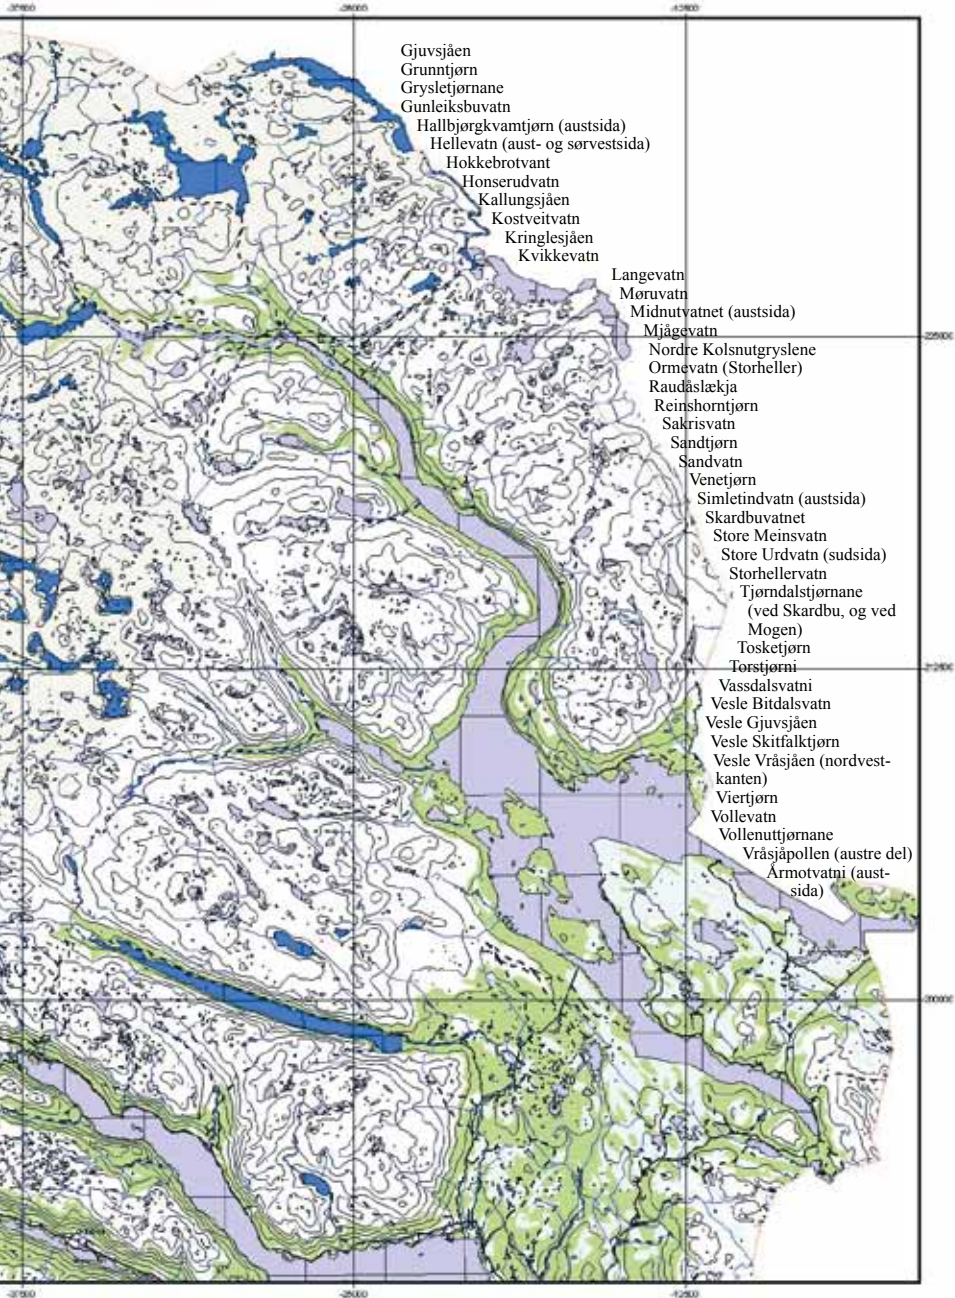 Gjuvsjåen
Grunntjørn
Grysletjørnane
Gunleiksbuvatn
Hallbjørgkvamtjørn (austsida)
Hellevatn (aust- og sørvestsida)
Hokkebrotvant
Honserudvatn
Kallungsjåen
Kostveitvatn
Kringlesjåen
Kvikkevatn
Langevatn
Møruvatn
Midnutvatnet (austsida)
Mjågevatn
Nordre Kolsnutgryslene
Ormevatn (Storheller)
Raudåslækja
Reinshorntjørn
Sakrisvatn
Sandtjørn
Sandvatn
Venetjørn
Simletindvatn (austsida)
Skardbuvatnet
Store Meinsvatn
Store Urdvatn (sudsida)
Storhellervatn
Tjørndalstjørnane
(ved Skardbu, og ved
Mogen)
Tosketjørn
Torstjørni
Vassdalsvatni
Vesle Bitdalsvatn
Vesle Gjuvsjåen
Vesle Skitfalktjørn
Vesle Vråsjåen (nordvest-
kanten)
Viertjørn
Vollevatn
Vollenuttjørnane
Vråsjåpollen (austre del)
Årmotvatni (aust-
sida)